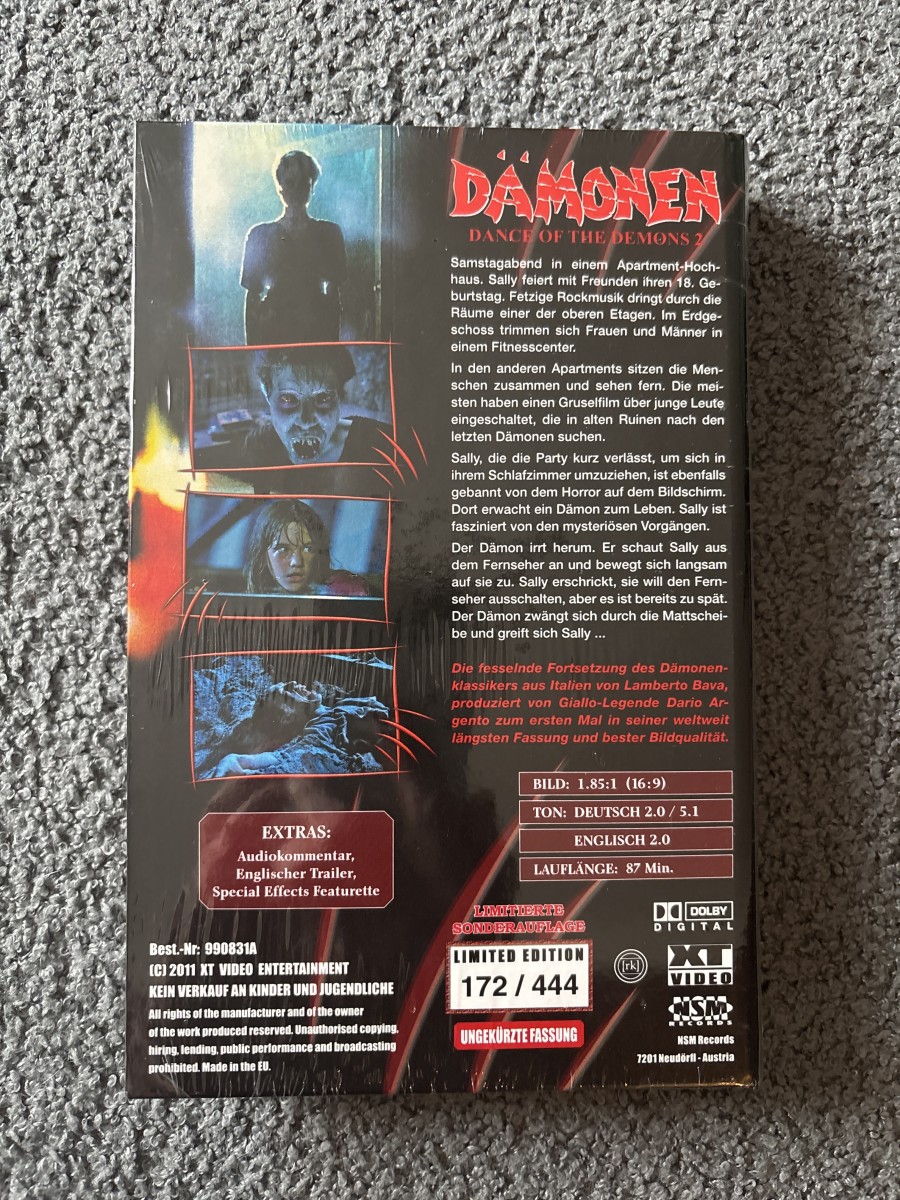 DÄMONEN
DANCE OF THE DEMONS 2
Samstagabend in einem Apartment-Hoch-
haus. Sally feiert mit Freunden ihren 18. Ge-
burtstag. Fetzige Rockmusik dringt durch die
Räume einer der oberen Etagen. Im Erdge-
schoss trimmen sich Frauen und Männer in
einem Fitnesscenter.
In den anderen Apartments sitzen die Men-
schen zusammen und sehen fern. Die mei-
sten haben einen Gruselfilm über junge Leute
eingeschaltet, die in alten Ruinen nach den
letzten Dämonen suchen.
Sally, die die Party kurz verlässt, um sich in
ihrem Schlafzimmer umzuziehen, ist ebenfalls
gebannt von dem Horror auf dem Bildschirm.
Dort erwacht ein Dämon zum Leben. Sally ist
fasziniert von den mysteriösen Vorgängen.
Der Dämon irrt herum. Er schaut Sally aus
dem Fernseher an und bewegt sich langsam
auf sie zu. Sally erschrickt, sie will den Fern-
seher ausschalten, aber es ist bereits zu spät.
Der Dämon zwängt sich durch die Mattschei-
be und greift sich Sally ...
Die fesselnde Fortsetzung des Dämonen-
klassikers aus Italien von Lamberto Bava,
produziert von Giallo-Legende Dario Ar-
gento zum ersten Mal in seiner weltweit
längsten Fassung und bester Bildqualität.
BILD: 1.85:1 (16:9)
TON: DEUTSCH 2.0 / 5.1
ENGLISCH 2.0
LAUFLÄNGE: 87 Min.
EXTRAS:
Audiokommentar,
Englischer Trailer,
Special Effects Featurette
LIMITIERTE
SONDERAUFLAGE
LIMITED EDITION
172 / 444
UNGEKÜRZTE FASSUNG
[rk]
DOLBY
DIGITAL
XT
VIDEO
NSM
RECORDS
NSM Records
7201 Neudörfl - Austria
Best.-Nr: 990831A
(C) 2011 XT VIDEO ENTERTAINMENT
KEIN VERKAUF AN KINDER UND JUGENDLICHE
All rights of the manufacturer and of the owner
of the work produced reserved. Unauthorised copying,
hiring, lending, public performance and broadcasting
prohibited. Made in the EU.